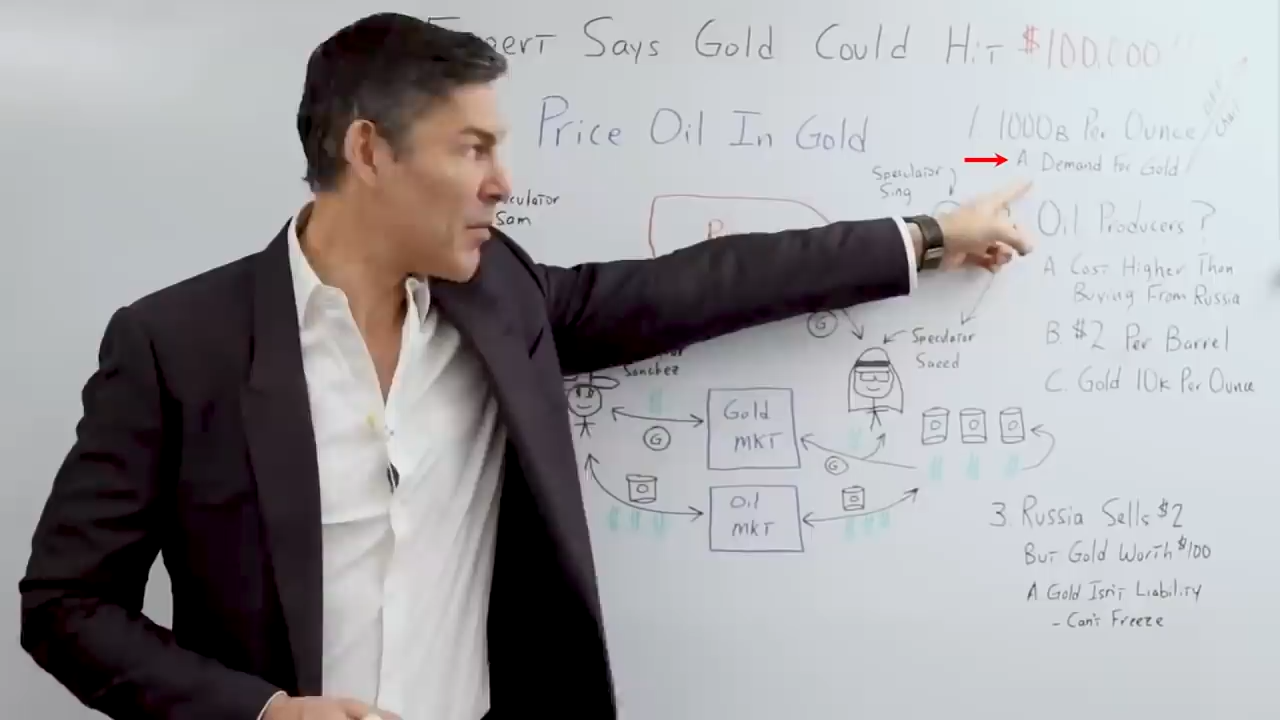 Says Gold Could Hit $100,000
Price Oil In Gold
1 1000B Per Ounce
A Demand For Gold
Speculator
Sing
Sam
Oil Producers ?
A Cost Higher Than
Buying From Russia
B $2 Per Barrel
C. Gold 10K Per Ounce
G
Speculator
Saeed
Sanchez
Gold
MKT
G
G
Oil
MKT
3. Russia Sells $2
But Gold Worth $100
A Gold Isn't Liability
- Can't Freeze